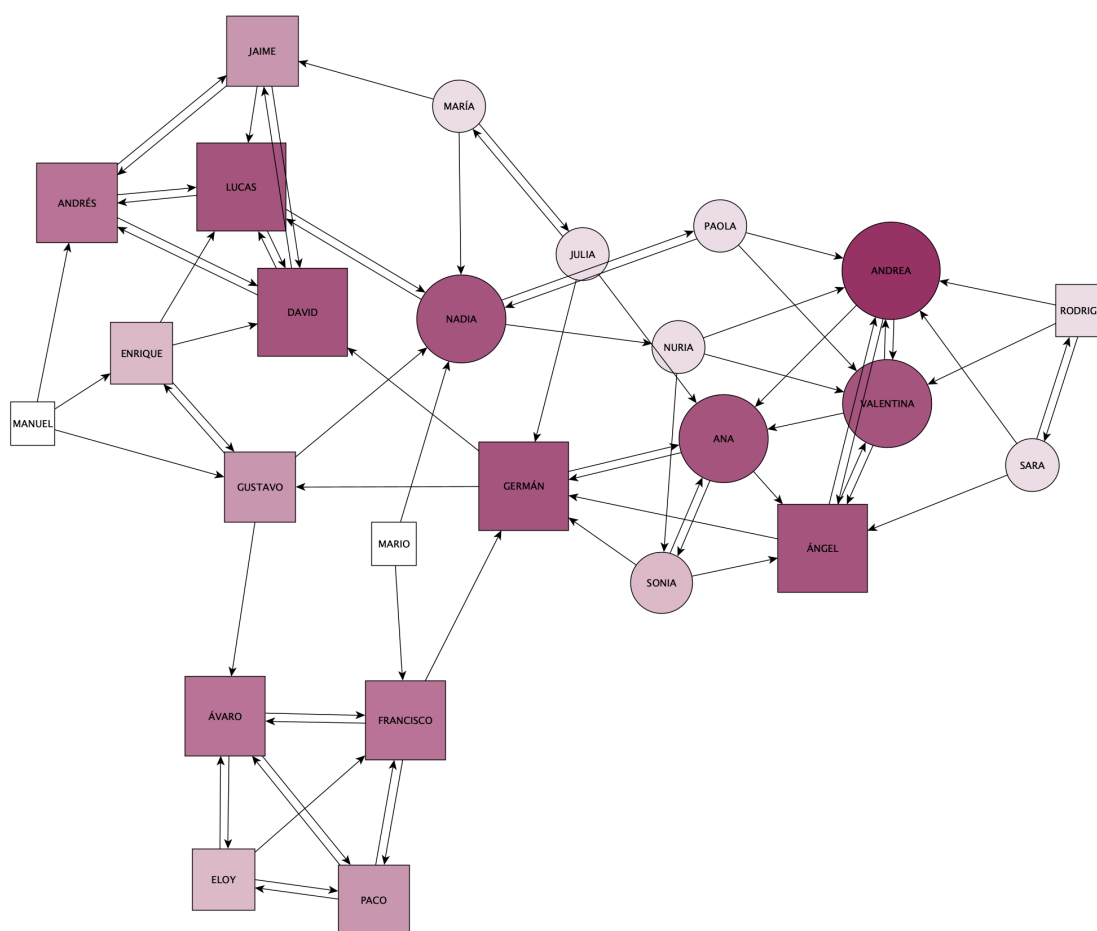 JAIME
MARÍA
LUCAS
ANDRÉS
PAOLA
JULIA
ANDREA
DAVID
NADIA
RODRIG
ENRIQUE
NURIA
VALENTINA
MANUEL
ANA
SARA
GUSTAVO
GERMÁN
MARIO
ÁNGEL
SONIA
ÁVARO
FRANCISCO
ELOY
PACO